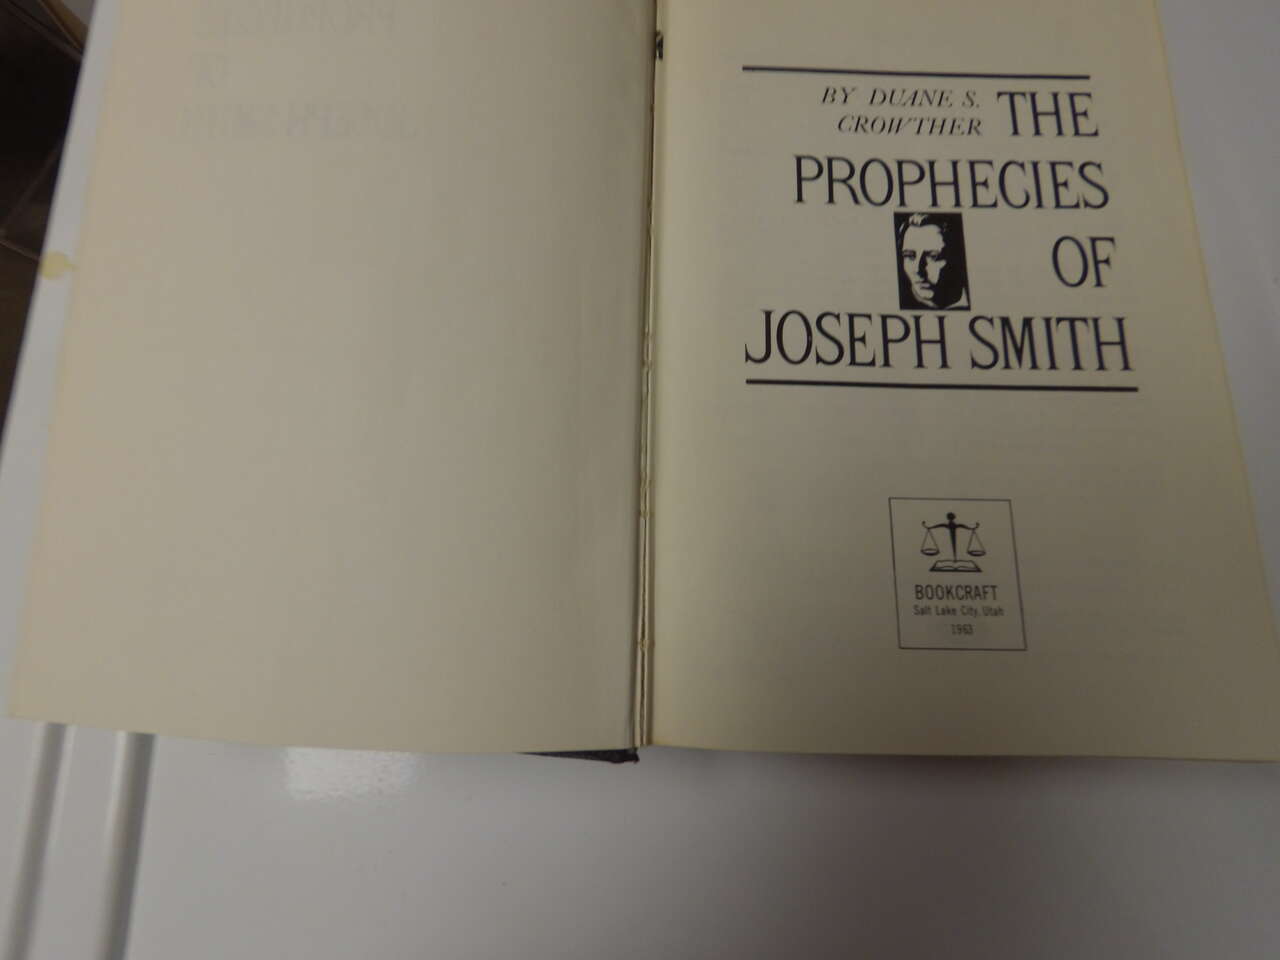 BY DUANE S.
CROWTHER THE
PROPHECIES
OF
JOSEPH SMITH
BOOKCRAFT
Salt Lake City, Utah
1963